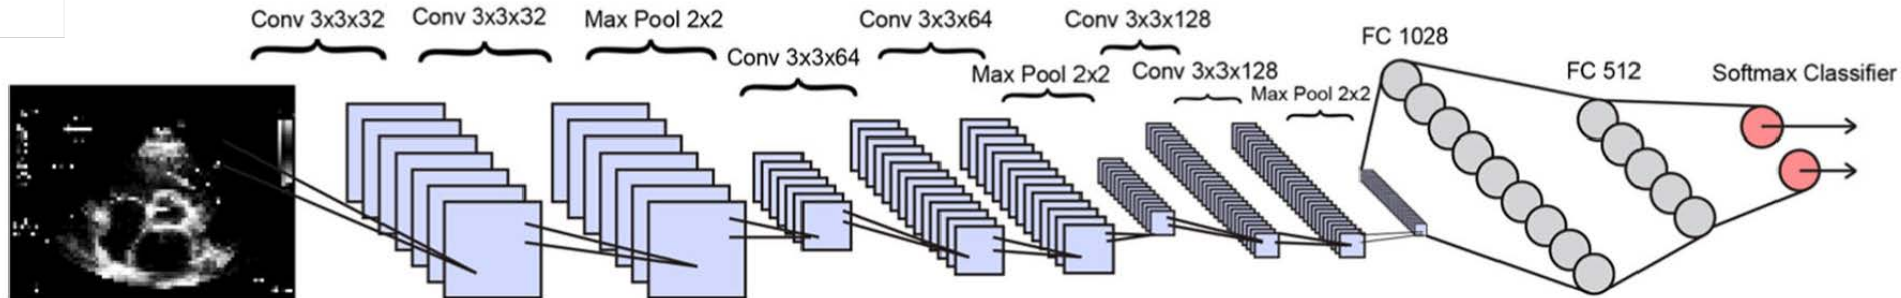 Conv 3x3x32
Conv 3x3x32
Max Pool 2x2
Conv 3x3x64
Conv 3x3x64
Max Pool 2x2
Conv 3x3x128
Conv 3x3x128
Max Pool 2x2
FC 1028
FC 512
Softmax Classifier